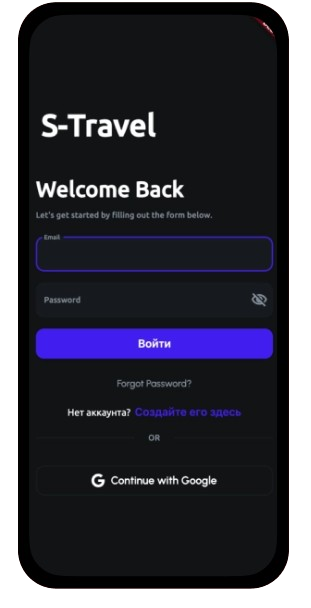 S-Travel
Welcome Back
Let's get started by filling out the form below.
Email
Password
Войти
Forgot Password?
Нет аккаунта? Создайте его здесь
OR
Continue with Google